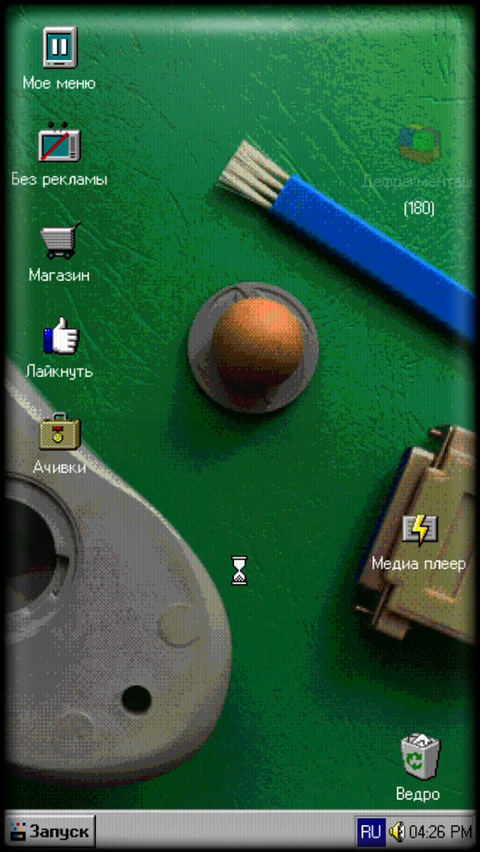 Мое меню
Без рекламы
(180)
Магазин
Лайкнуть
Ачивки
Медиа плеер
Ведро
Запуск
RU
04:26 PM